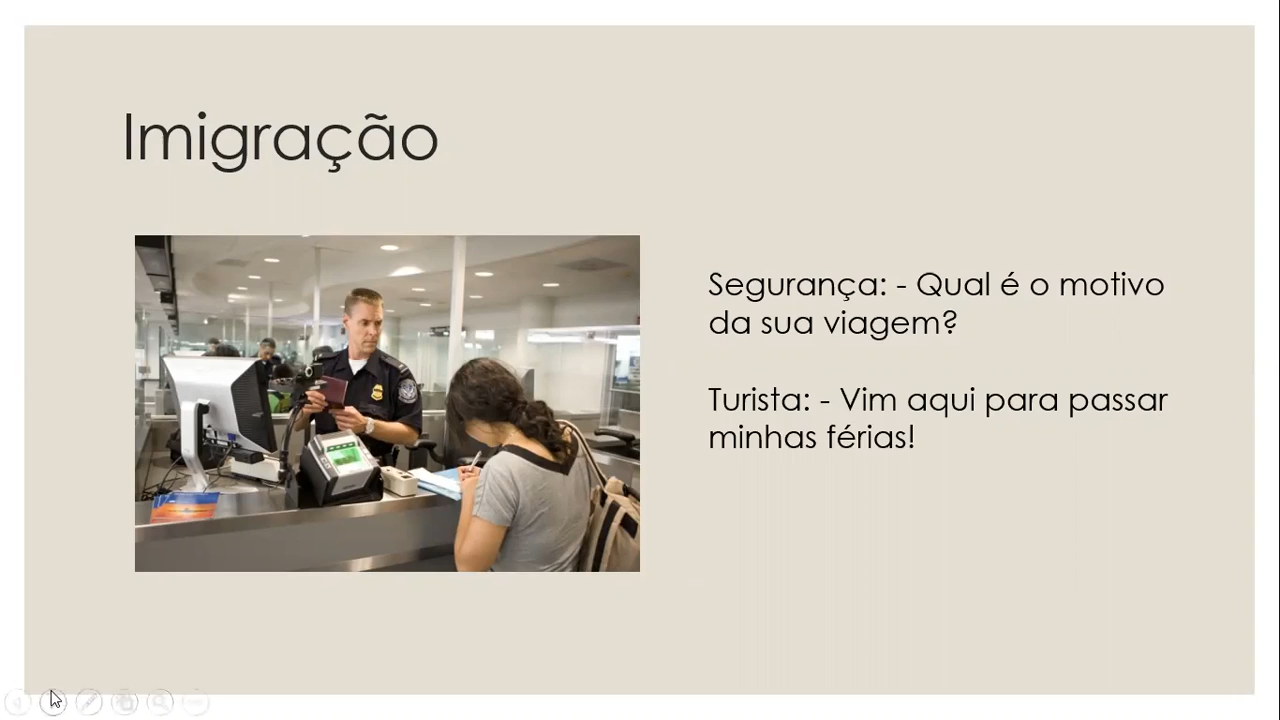 Imigração
Segurança: - Qual é o motivo
da sua viagem?
Turista: - Vim aqui para passar
minhas férias!